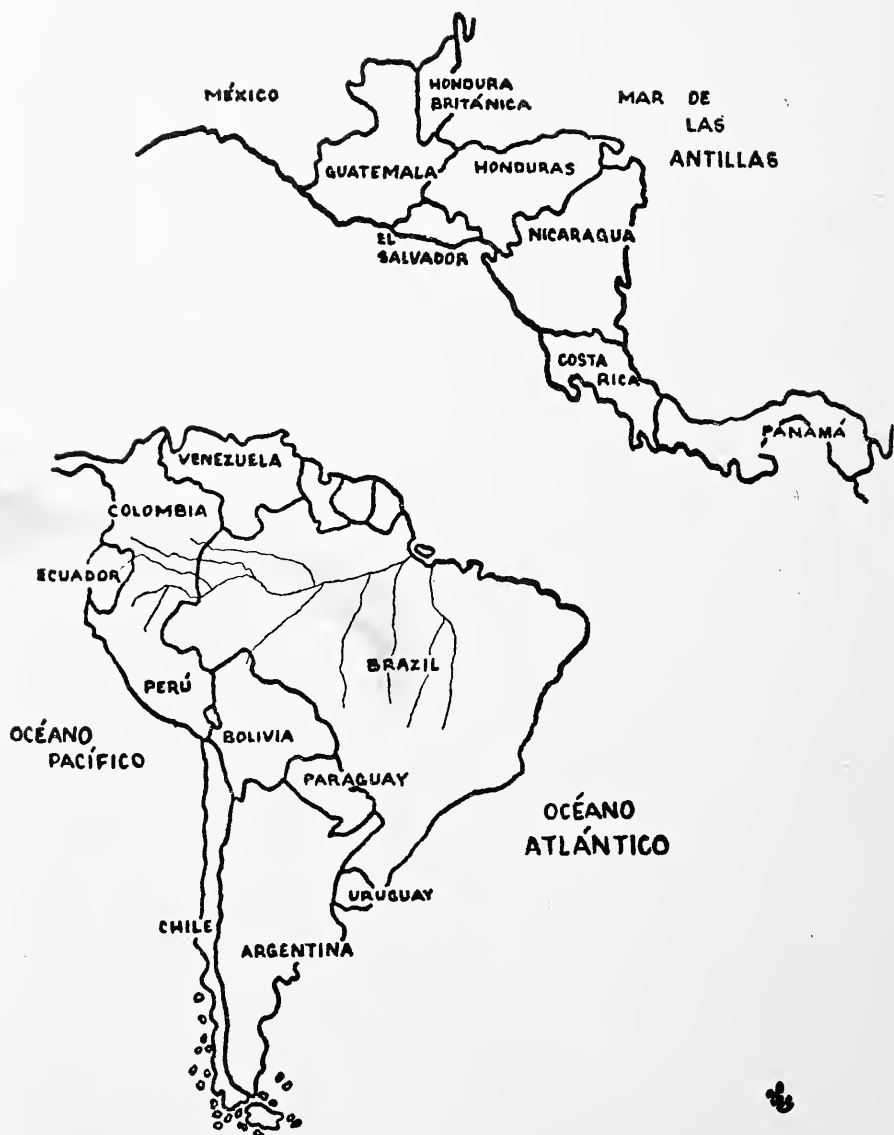 MÉXICO
HONDURA
BRITÁNICA
MAR DE
LAS
ANTILLAS
GUATEMALA
HONDURAS
NICARAGUA
EL
SALVADOR
COSTA
RICA
PANAMÁ
VENEZUELA
COLOMBIA
ECUADOR
BRAZIL
PERÚ
OCÉANO
PACÍFICO
BOLIVIA
PARAGUAY
OCÉANO
ATLÁNTICO
URUGUAY
CHILE
ARGENTINA